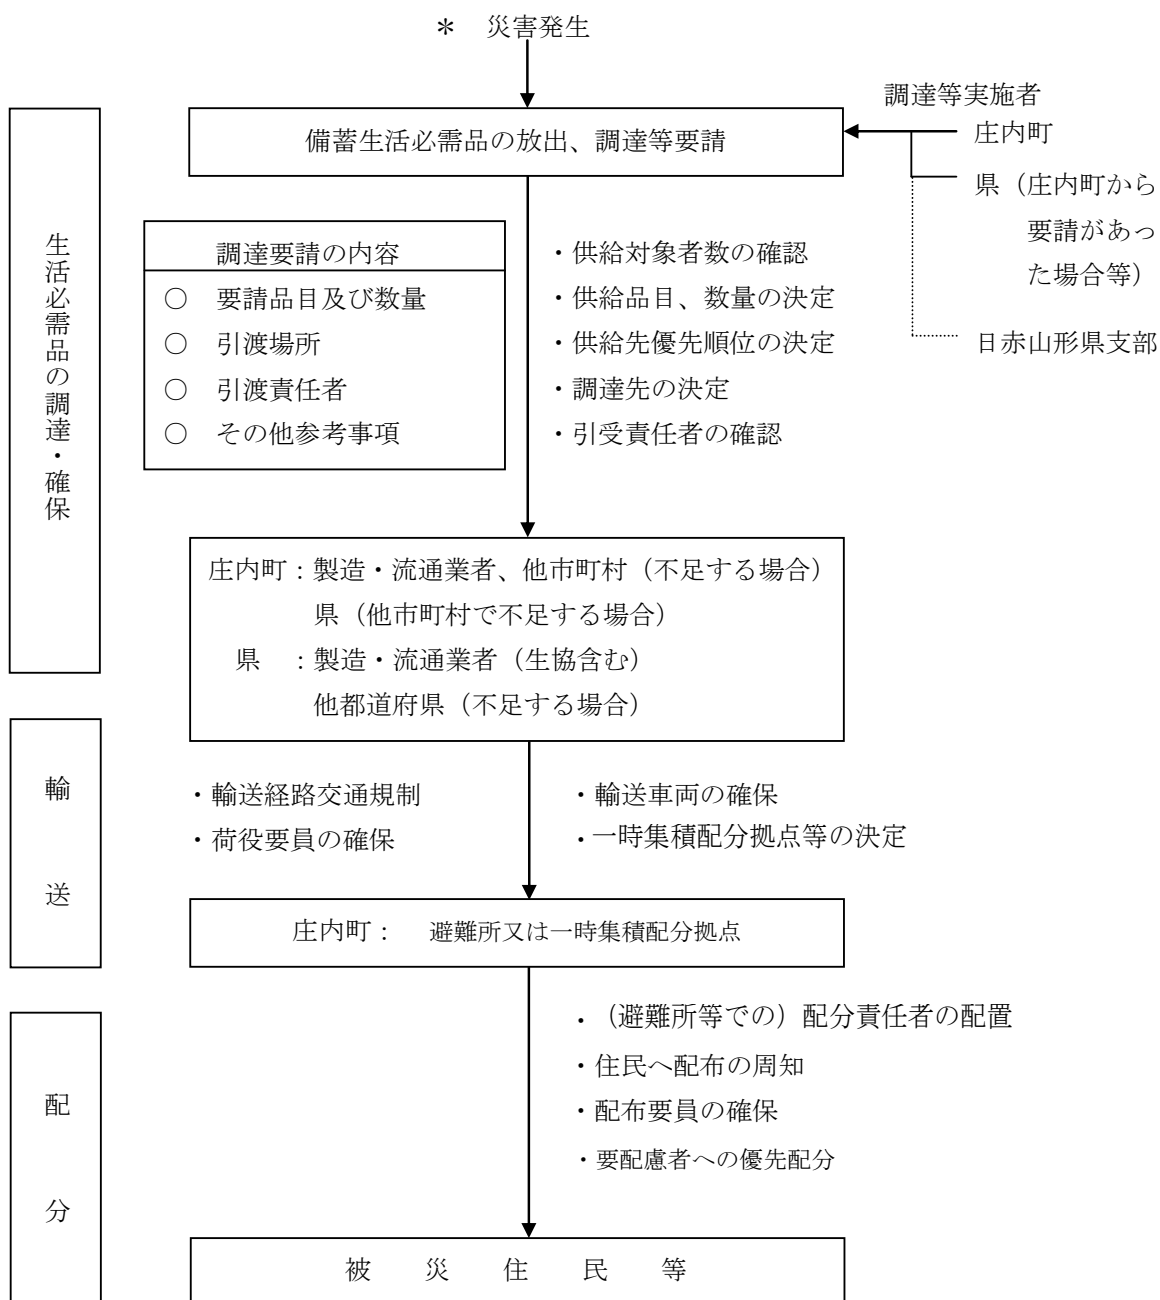 ＊　災害発生
調達等実施者
庄内町
県（庄内町から
要請があっ
た場合等）
日赤山形県支部
備蓄生活必需品の放出、調達等要請
生活必需品の調達・確保
調達要請の内容
○　要請品目及び数量
○　引渡場所
○　引渡責任者
○　その他参考事項
・供給対象者数の確認
・供給品目、数量の決定
・供給先優先順位の決定
・調達先の決定
・引受責任者の確認
庄内町：製造・流通業者、他市町村（不足する場合）
県（他市町村で不足する場合）
県　：製造・流通業者（生協含む）
他都道府県（不足する場合）
輸送
・輸送経路交通規制
・荷役要員の確保
・輸送車両の確保
・一時集積配分拠点等の決定
庄内町：　避難所又は一時集積配分拠点
配分
・（避難所等での）配分責任者の配置
・住民へ配布の周知
・配布要員の確保
・要配慮者への優先配分
被　災　住　民　等